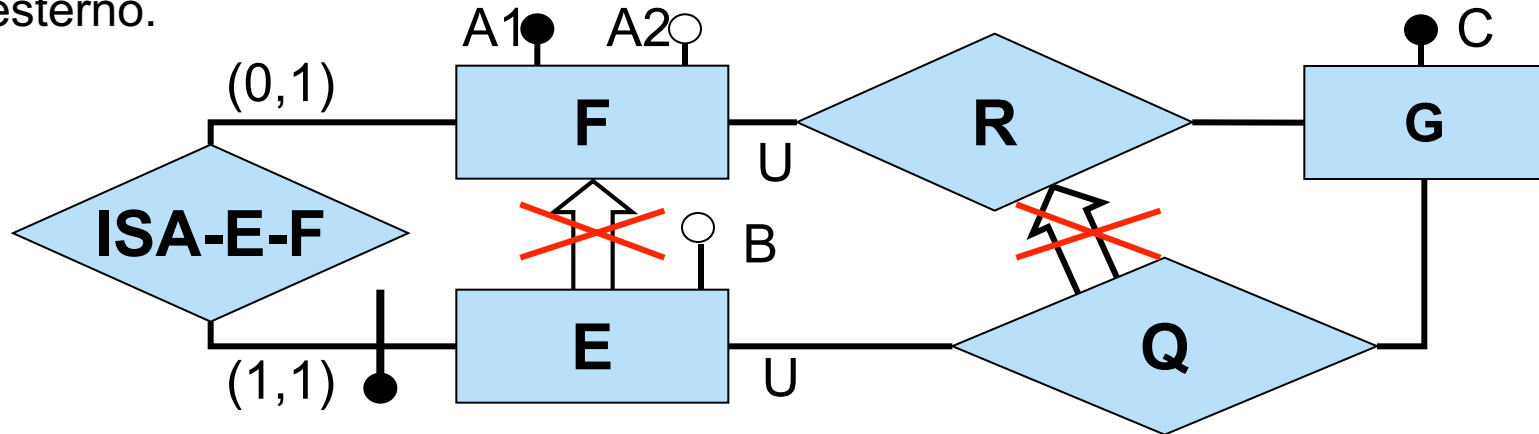 esterno.
A1 A2 C
(0,1) F R G
U
ISA-E-F B
(1,1) E U Q